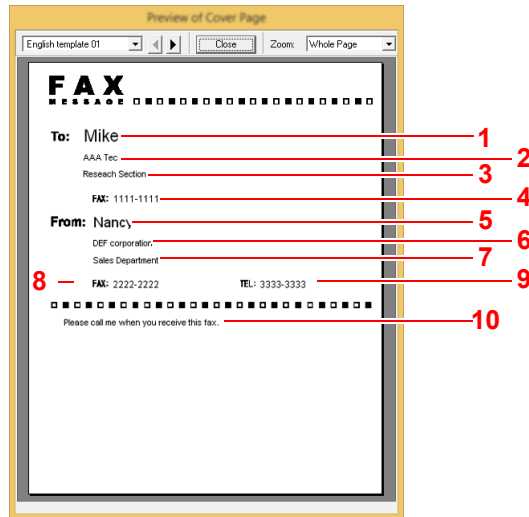 Preview of Cover Page
English template 01 Close Zoom: Whole Page
FAX
MESSAGE
To: Mike 1
AAA Tec 2
Reseach Section 3
FAX: 1111-1111 4
From: Nancy 5
DEF corporation 6
Sales Department 7
8 FAX: 2222-2222 TEL: 3333-3333 9
Please call me when you receive this fax. 10